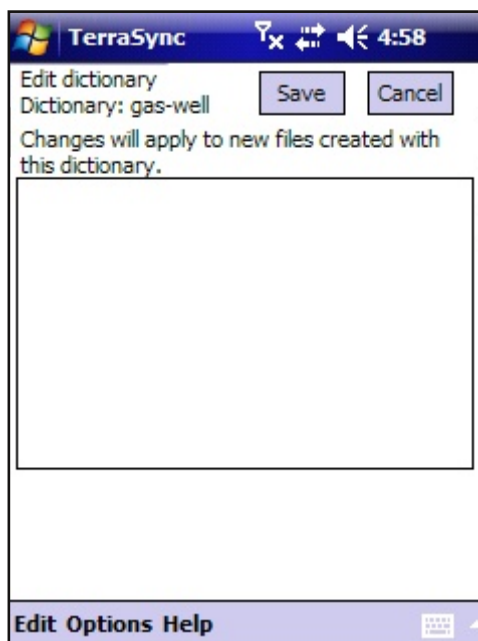 TerraSync 4:58
Edit dictionary
Dictionary: gas-well
Save Cancel
Changes will apply to new files created with
this dictionary.
Edit Options Help